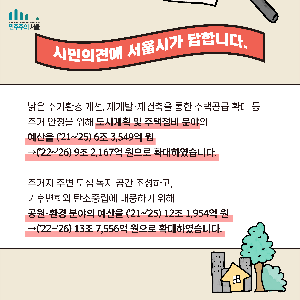 민주주의 서울
시민의견에 서울시가 답합니다.
낡은 주거환경 개선, 재개발·재건축을 통한 주택공급 확대 등
주거 안정을 위해 도시계획 및 주택정비 분야의
예산을 ('21~'25) 6조 3,549억 원
→('22~'26) 9조 2,167억 원으로 확대하였습니다.
주거지 주변 도심 녹지 공간 조성하고,
기후변화와 탄소중립에 대응하기 위해
공원·환경 분야의 예산을 ('21~'25) 12조 1,954억 원
→('22~'26) 13조 7,556억 원으로 확대하였습니다.